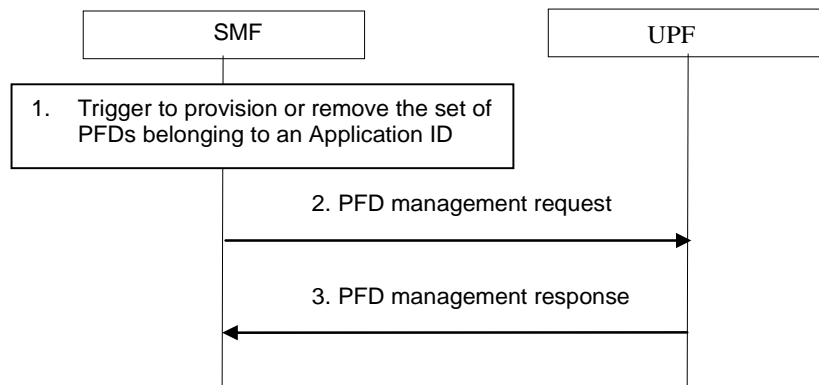 SMF
UPF
1. Trigger to provision or remove the set of
PFDs belonging to an Application ID
2. PFD management request
3. PFD management response